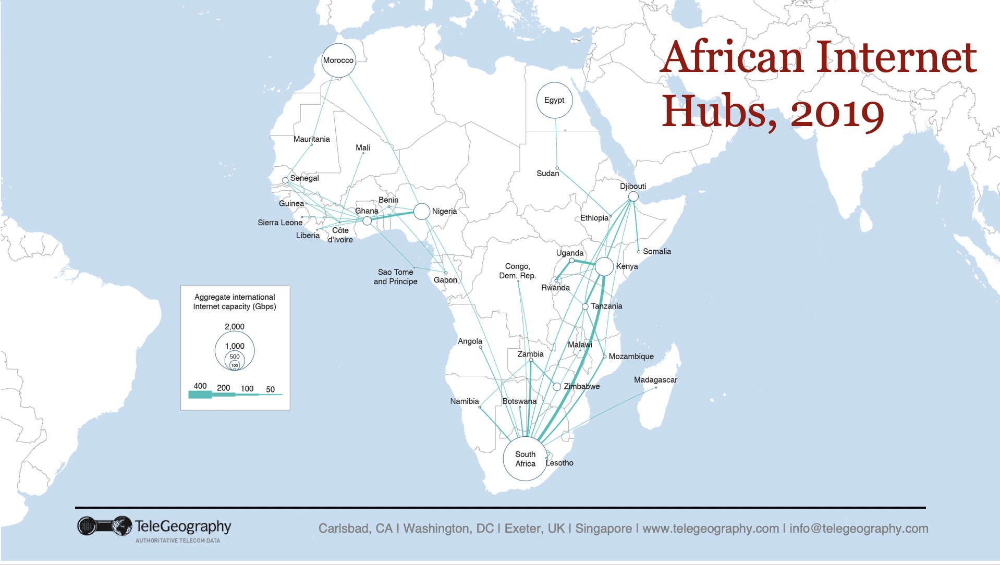 African Internet
Hubs, 2019
Morocco
Egypt
Mauritania
Mali
Sudan
Senegal
Djibouti
Guinea
Benin
Ghana
Nigeria
Ethiopia
Sierra Leone
Liberia
Côte
d'Ivoire
Uganda
Somalia
Congo,
Dem. Rep.
Kenya
Sao Tome
and Principe
Gabon
Rwanda
Tanzania
Aggregate international
Internet capacity (Gbps)
2,000
1,000
500
100
400
200
100
50
Angola
Malawi
Zambia
Mozambique
Madagascar
Zimbabwe
Namibia
Botswana
South
Africa
Lesotho
TeleGeography
AUTHORITATIVE TELECOM DATA
Carlsbad, CA | Washington, DC | Exeter, UK | Singapore | www.telegeography.com | info@telegeography.com